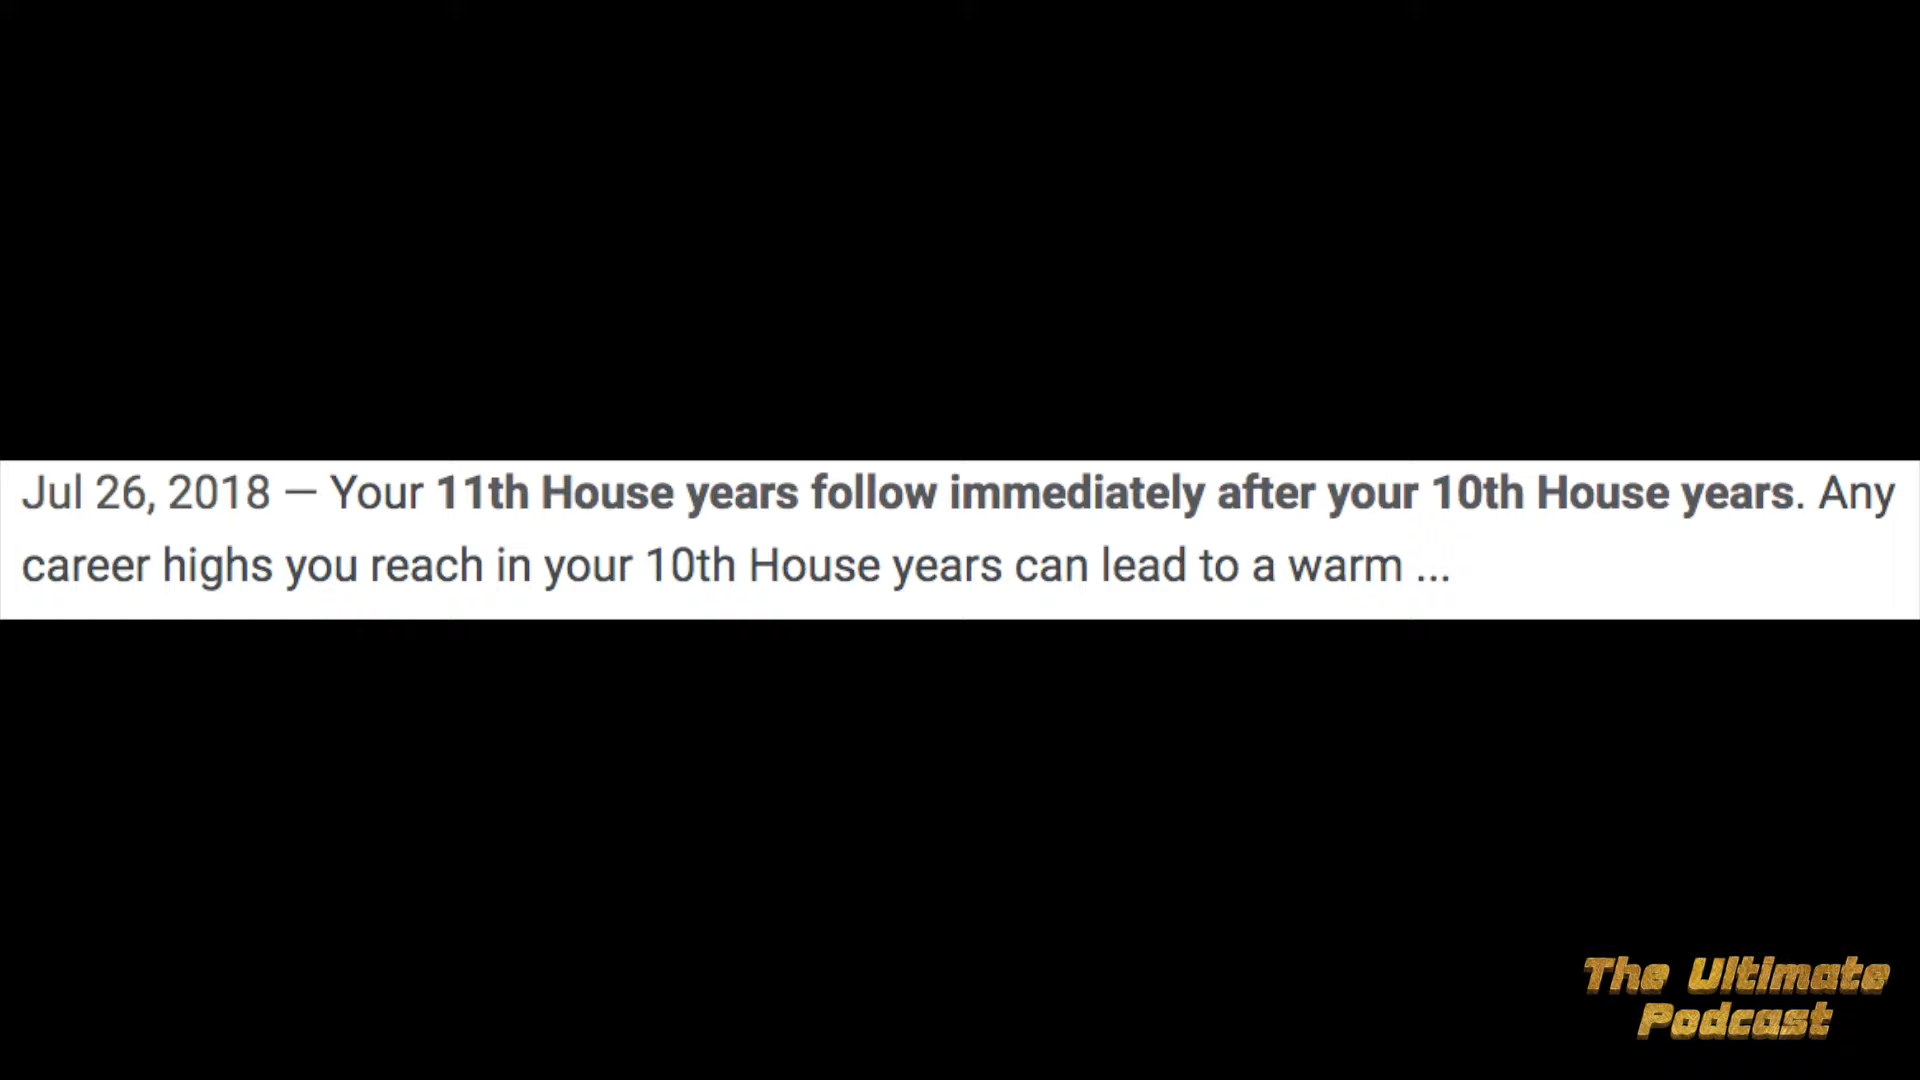 Jul 26, 2018 — Your 11th House years follow immediately after your 10th House years. Any
career highs you reach in your 10th House years can lead to a warm ...
The Ultimate
Podcast